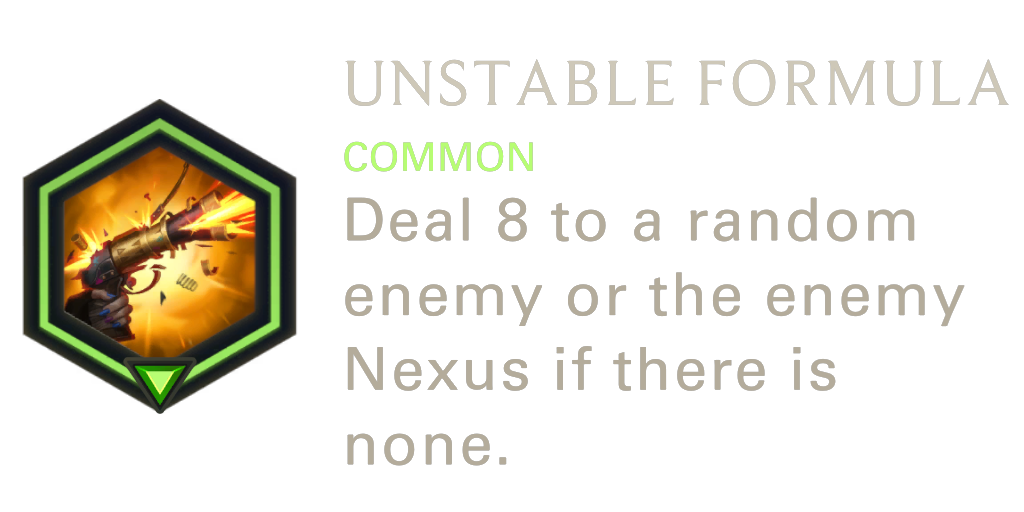 UNSTABLE FORMULA
COMMON
Deal 8 to a random
enemy or the enemy
Nexus if there is
none.